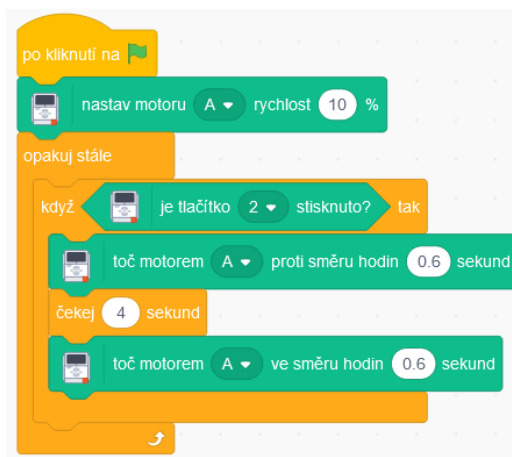 po kliknutí na
nastav motoru A rychlost 10 %
opakuj stále
když je tlačítko 2 stisknuto? tak
toč motorem A proti směru hodin 0.6 sekund
čekej 4 sekund
toč motorem A ve směru hodin 0.6 sekund